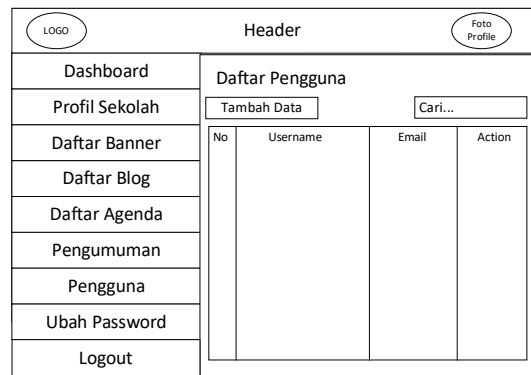 LOGO
Header
Foto
Profile
Dashboard
Profil Sekolah
Daftar Banner
Daftar Blog
Daftar Agenda
Pengumuman
Pengguna
Ubah Password
Logout
Daftar Pengguna
Tambah Data
Cari...
No Username Email Action